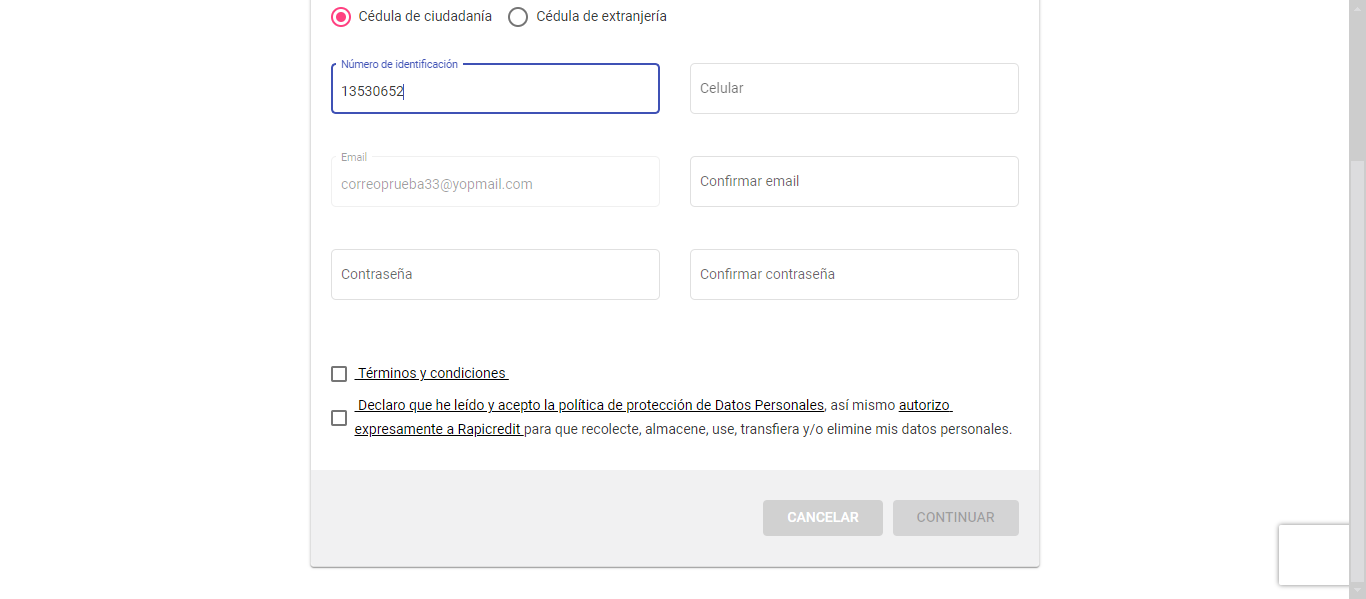 Cédula de ciudadanía Cédula de extranjería
Número de identificación
13530652
Celular
Email
correoprueba33@yopmail.com
Confirmar email
Contraseña
Confirmar contraseña
Términos y condiciones
Declaro que he leído y acepto la política de protección de Datos Personales, así mismo autorizo
expresamente a Rapicredit para que recolecte, almacene, use, transfiera y/o elimine mis datos personales.
CANCELAR CONTINUAR